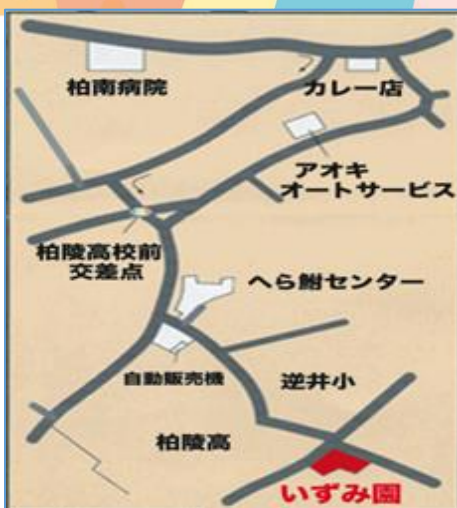 柏南病院
カレー店
アオキ
オートサービス
柏陵高校前
交差点
へら鮒センター
自動販売機
逆井小
柏陵高
いずみ園